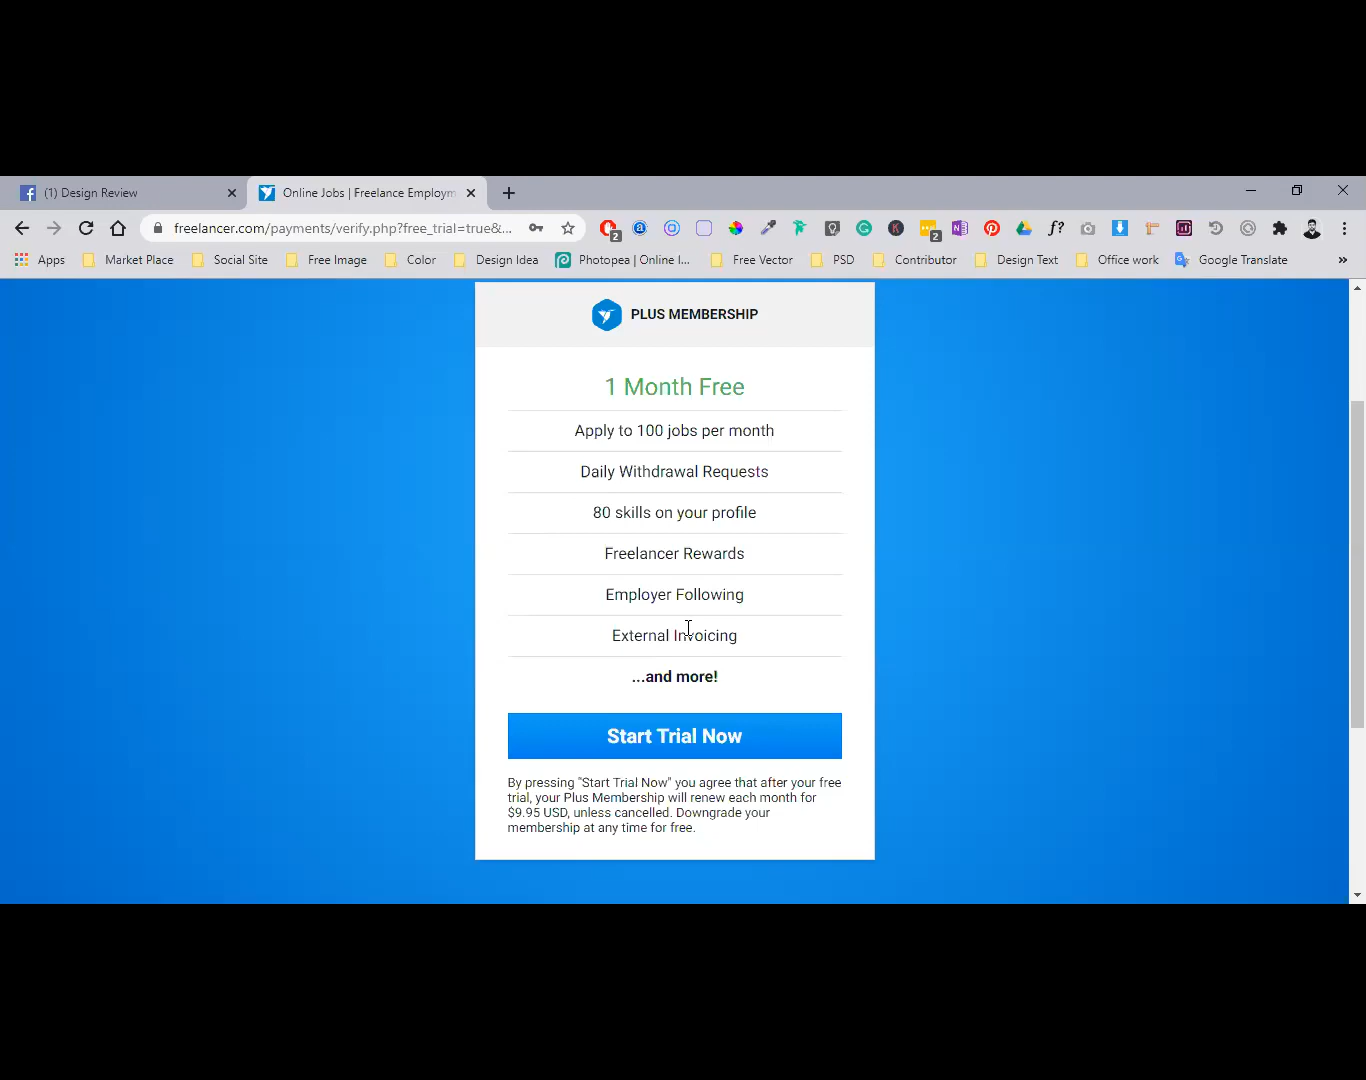 (1) Design Review
Online Jobs | Freelance Employm
freelancer.com/payments/verify.php?free_trial=true&...
2
2
f?
Apps
Market Place
Social Site
Free Image
Color
Design Idea
Photopea | Online I...
Free Vector
PSD
Contributor
Design Text
Office work
Google Translate
»
PLUS MEMBERSHIP
1 Month Free
Apply to 100 jobs per month
Daily Withdrawal Requests
80 skills on your profile
Freelancer Rewards
Employer Following
External Invoicing
...and more!
Start Trial Now
By pressing "Start Trial Now" you agree that after your free
trial, your Plus Membership will renew each month for
$9.95 USD, unless cancelled. Downgrade your
membership at any time for free.